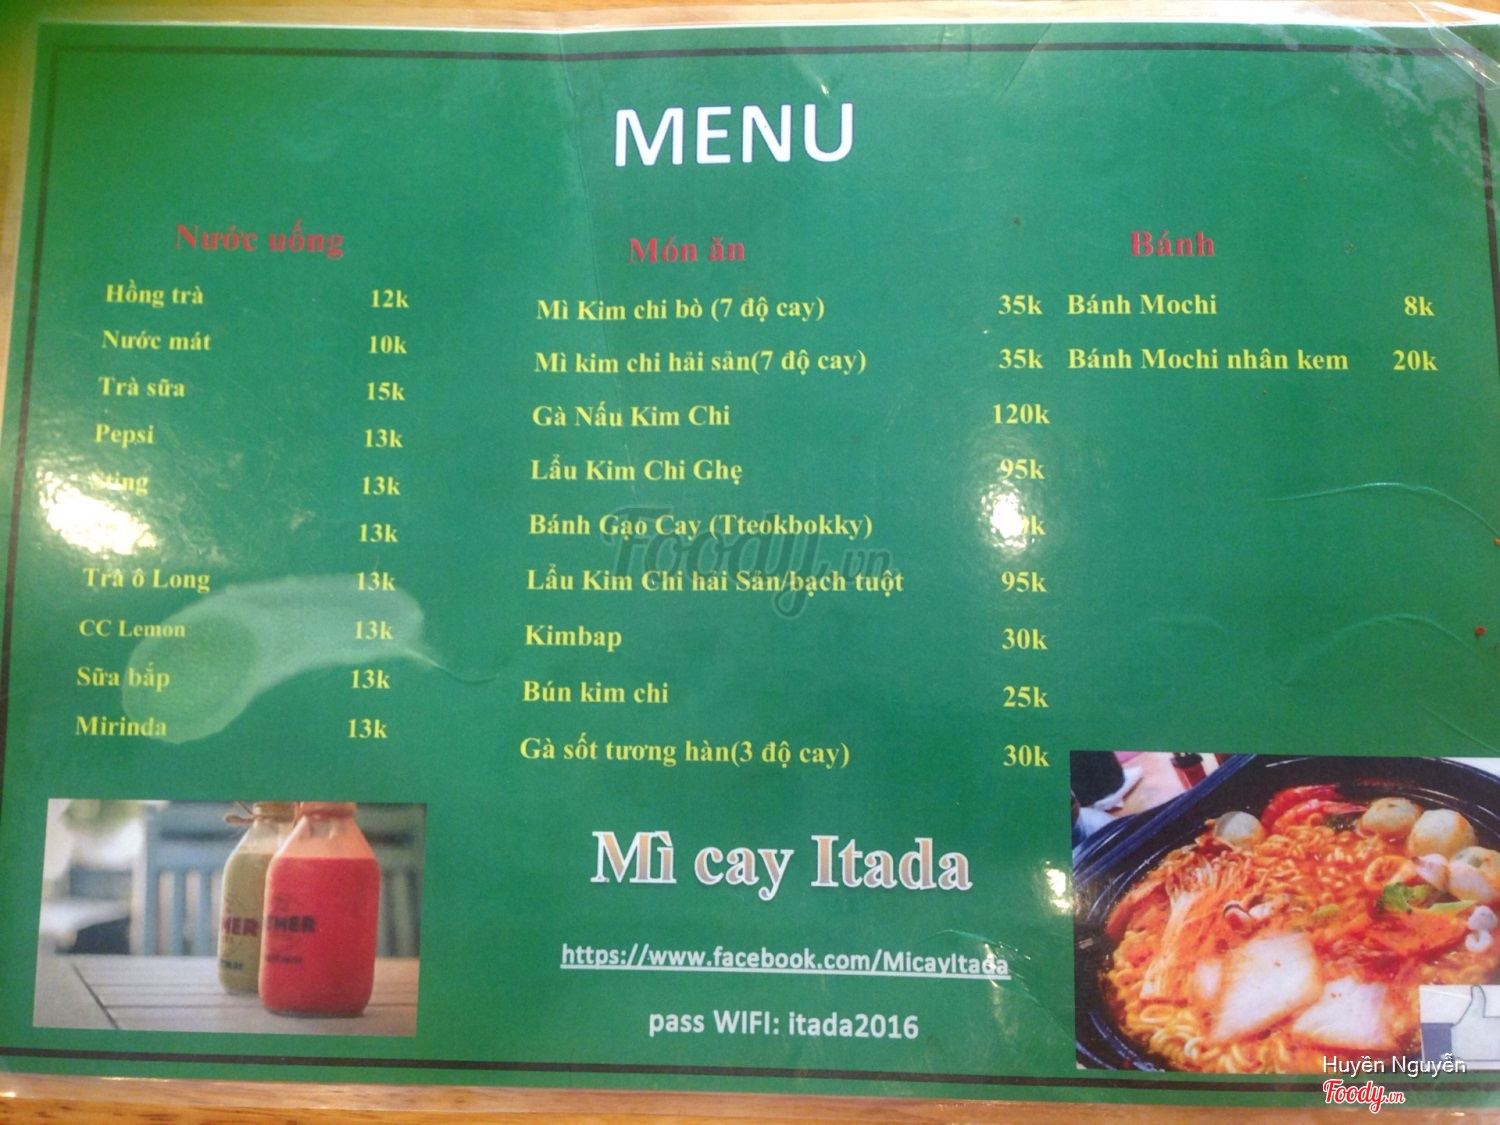 MENU
Nước uống
Hồng trà 12k
Nước mát 10k
Trà sữa 15k
Pepsi 13k
Sting 13k
13k
Trà ô Long 13k
CC Lemon 13k
Sữa bắp 13k
Mirinda 13k
Món ăn
Mì Kim chi bò (7 độ cay) 35k
Mì kim chi hải sản(7 độ cay) 35k
Gà Nấu Kim Chi 120k
Lẩu Kim Chi Ghẹ 95k
Bánh Gạo Cay (Tteokbokky)
Lẩu Kim Chi hải Sản/bạch tuột 95k
Kimbap 30k
Bún kim chi 25k
Gà sốt tương hàn(3 độ cay) 30k
Bánh
Bánh Mochi 8k
Bánh Mochi nhân kem 20k
Foody.vn
Mì cay Itada
https://www.facebook.com/MicayItada
pass WIFI: itada2016
Huyền Nguyễn
Foody.vn